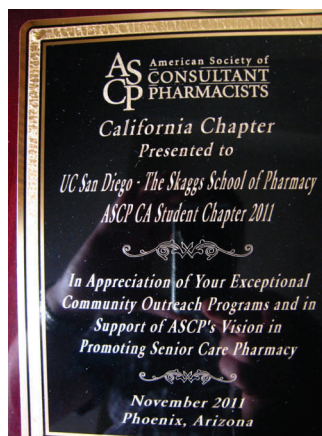 ASCP American Society of
CONSULTANT
PHARMACISTS
California Chapter
Presented to
UC San Diego - The Skaggs School of Pharmacy
ASCP CA Student Chapter 2011
In Appreciation of Your Exceptional
Community Outreach Programs and in
Support of ASCP's Vision in
Promoting Senior Care Pharmacy
November 2011
Phoenix, Arizona